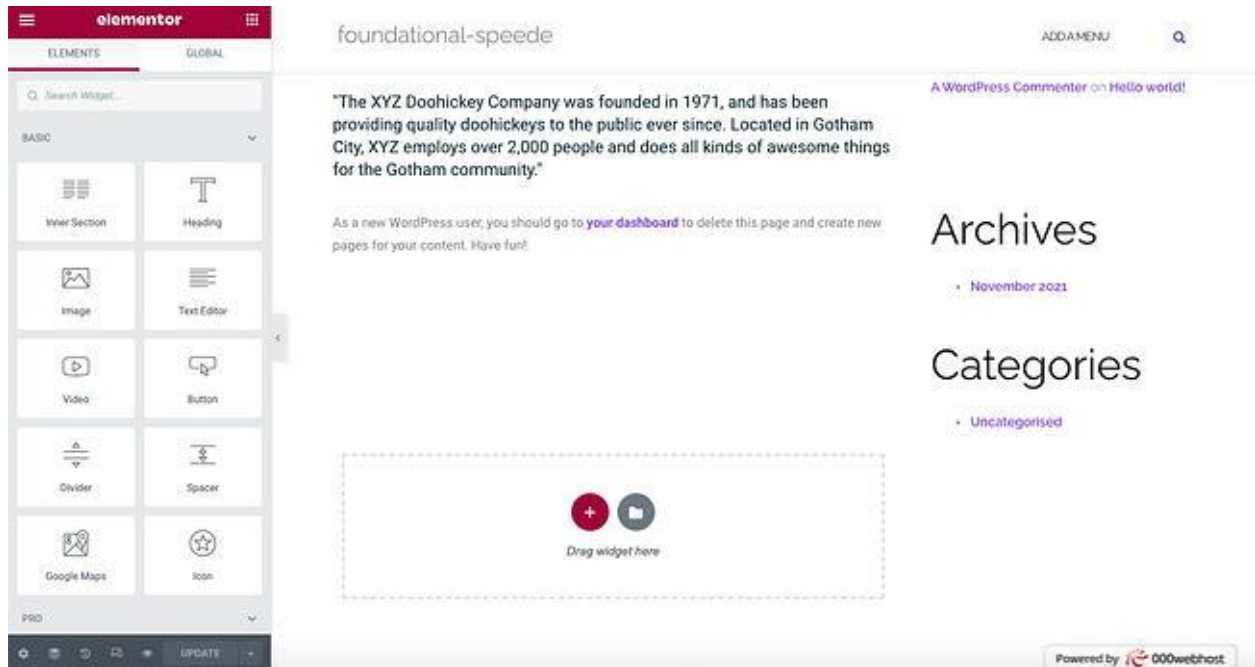 elementor
ELEMENTS GLOBAL
Search Widget...
BASIC
Inner Section Heading
Image Text Editor
Video Button
Divider Spacer
Google Maps Icon
PRO
UPDATE
foundational-speede
ADD A MENU
"The XYZ Doohickey Company was founded in 1971, and has been
providing quality doohickeys to the public ever since. Located in Gotham
City, XYZ employs over 2,000 people and does all kinds of awesome things
for the Gotham community."
As a new WordPress user, you should go to your dashboard to delete this page and create new
pages for your content. Have fun!
Drag widget here
A WordPress Commenter on Hello world!
Archives
November 2021
Categories
Uncategorised
Powered by 000webhost